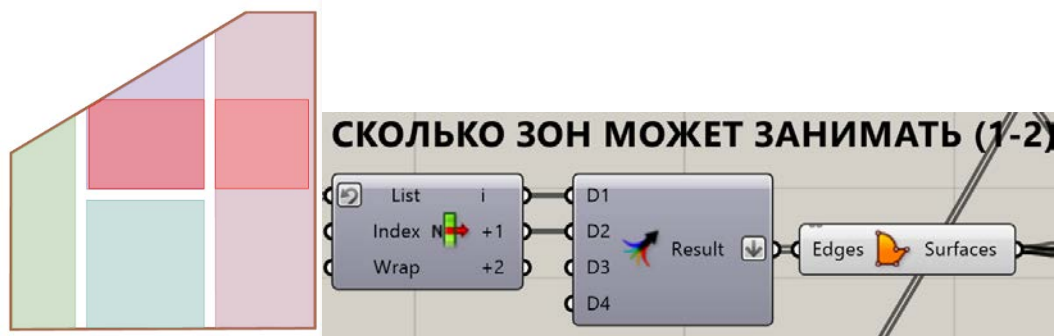 СКОЛЬКО ЗОН МОЖЕТ ЗАНИМАТЬ (1-2)
List i
Index N +1
Wrap +2
D1
D2
D3
D4
Result
Edges Surfaces